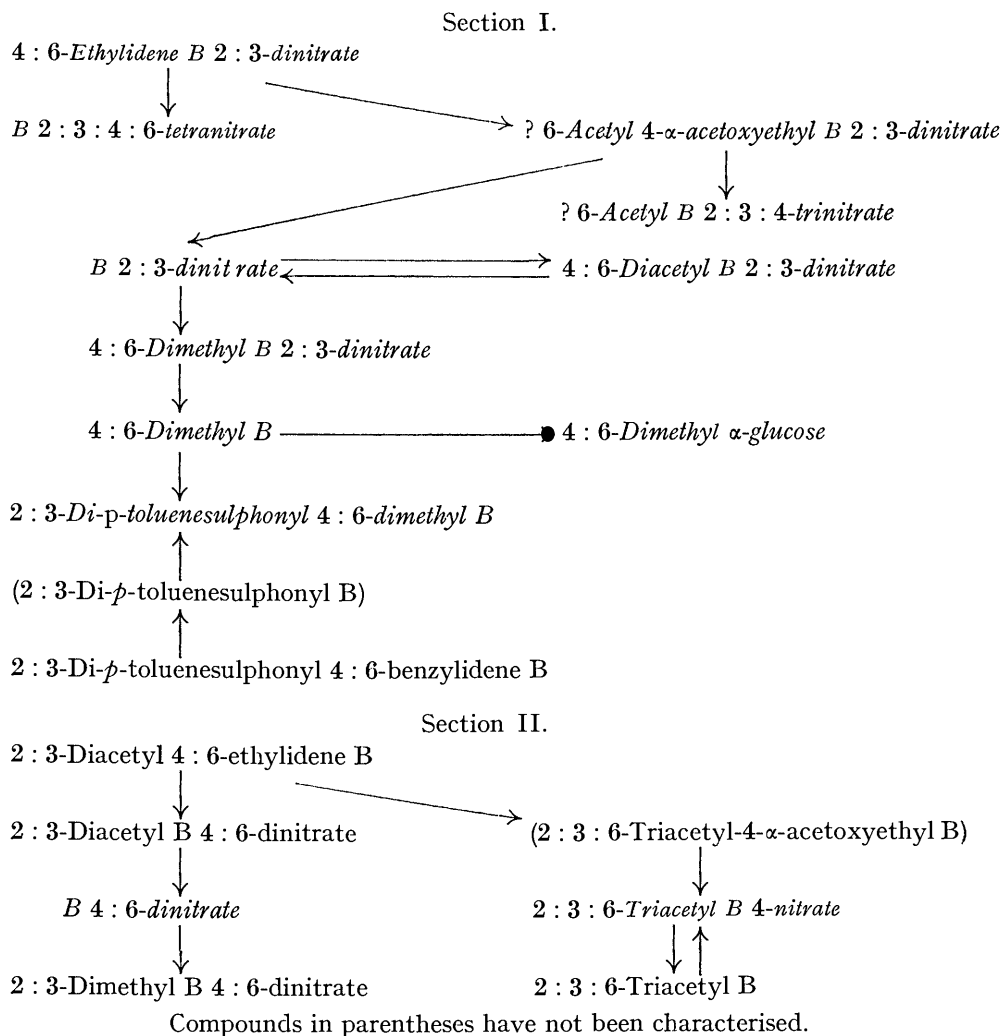 Section I.
4 : 6-Ethylidene B 2 : 3-dinitrate
B 2 : 3 : 4 : 6-tetranitrate
? 6-Acetyl 4-α-acetoxyethyl B 2 : 3-dinitrate
? 6-Acetyl B 2 : 3 : 4-trinitrate
B 2 : 3-dinitrate
4 : 6-Diacetyl B 2 : 3-dinitrate
4 : 6-Dimethyl B 2 : 3-dinitrate
4 : 6-Dimethyl B
4 : 6-Dimethyl α-glucose
2 : 3-Di-p-toluenesulphonyl 4 : 6-dimethyl B
(2 : 3-Di-p-toluenesulphonyl B)
2 : 3-Di-p-toluenesulphonyl 4 : 6-benzylidene B
Section II.
2 : 3-Diacetyl 4 : 6-ethylidene B
2 : 3-Diacetyl B 4 : 6-dinitrate
(2 : 3 : 6-Triacetyl-4-α-acetoxyethyl B)
B 4 : 6-dinitrate
2 : 3 : 6-Triacetyl B 4-nitrate
2 : 3-Dimethyl B 4 : 6-dinitrate
2 : 3 : 6-Triacetyl B
Compounds in parentheses have not been characterised.